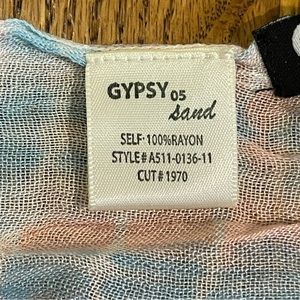 GYPSY 05
sand
SELF- 100%RAYON
STYLE# A511-0136-11
CUT# 1970